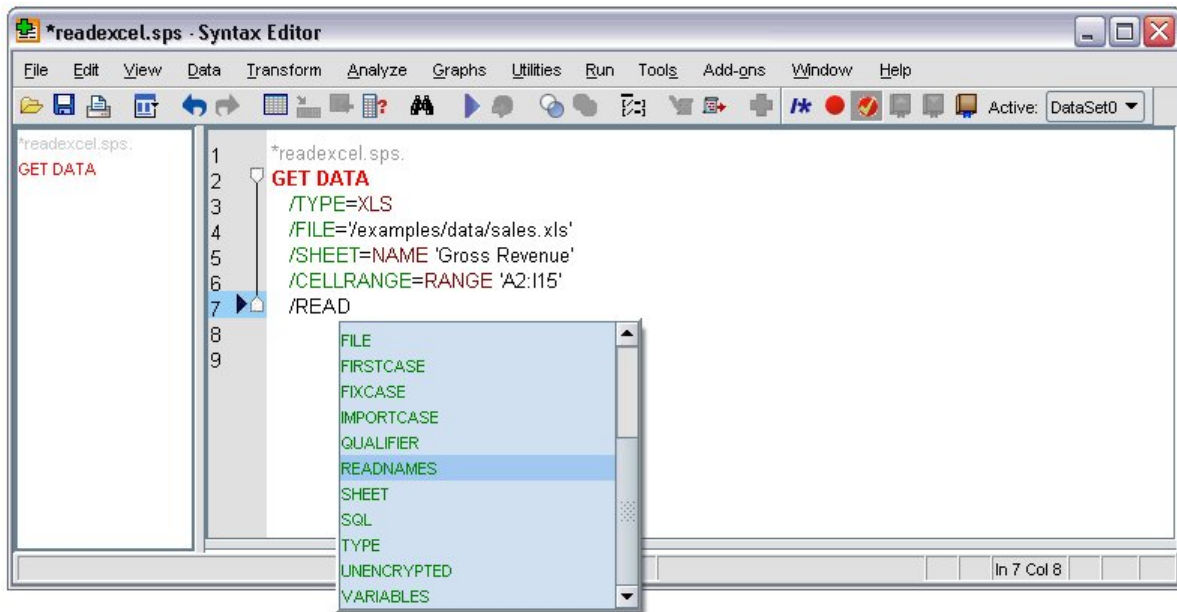 *readexcel.sps - Syntax Editor
File Edit View Data Transform Analyze Graphs Utilities Run Tools Add-ons Window Help
Active: DataSet0
*readexcel.sps.
GET DATA
1 *readexcel.sps.
2 GET DATA
3 /TYPE=XLS
4 /FILE='/examples/data/sales.xls'
5 /SHEET=NAME 'Gross Revenue'
6 /CELLRANGE=RANGE 'A2:I15'
7 /READ
8
9
FILE
FIRSTCASE
FIXCASE
IMPORTCASE
QUALIFIER
READNAMES
SHEET
SQL
TYPE
UNENCRYPTED
VARIABLES
In 7 Col 8